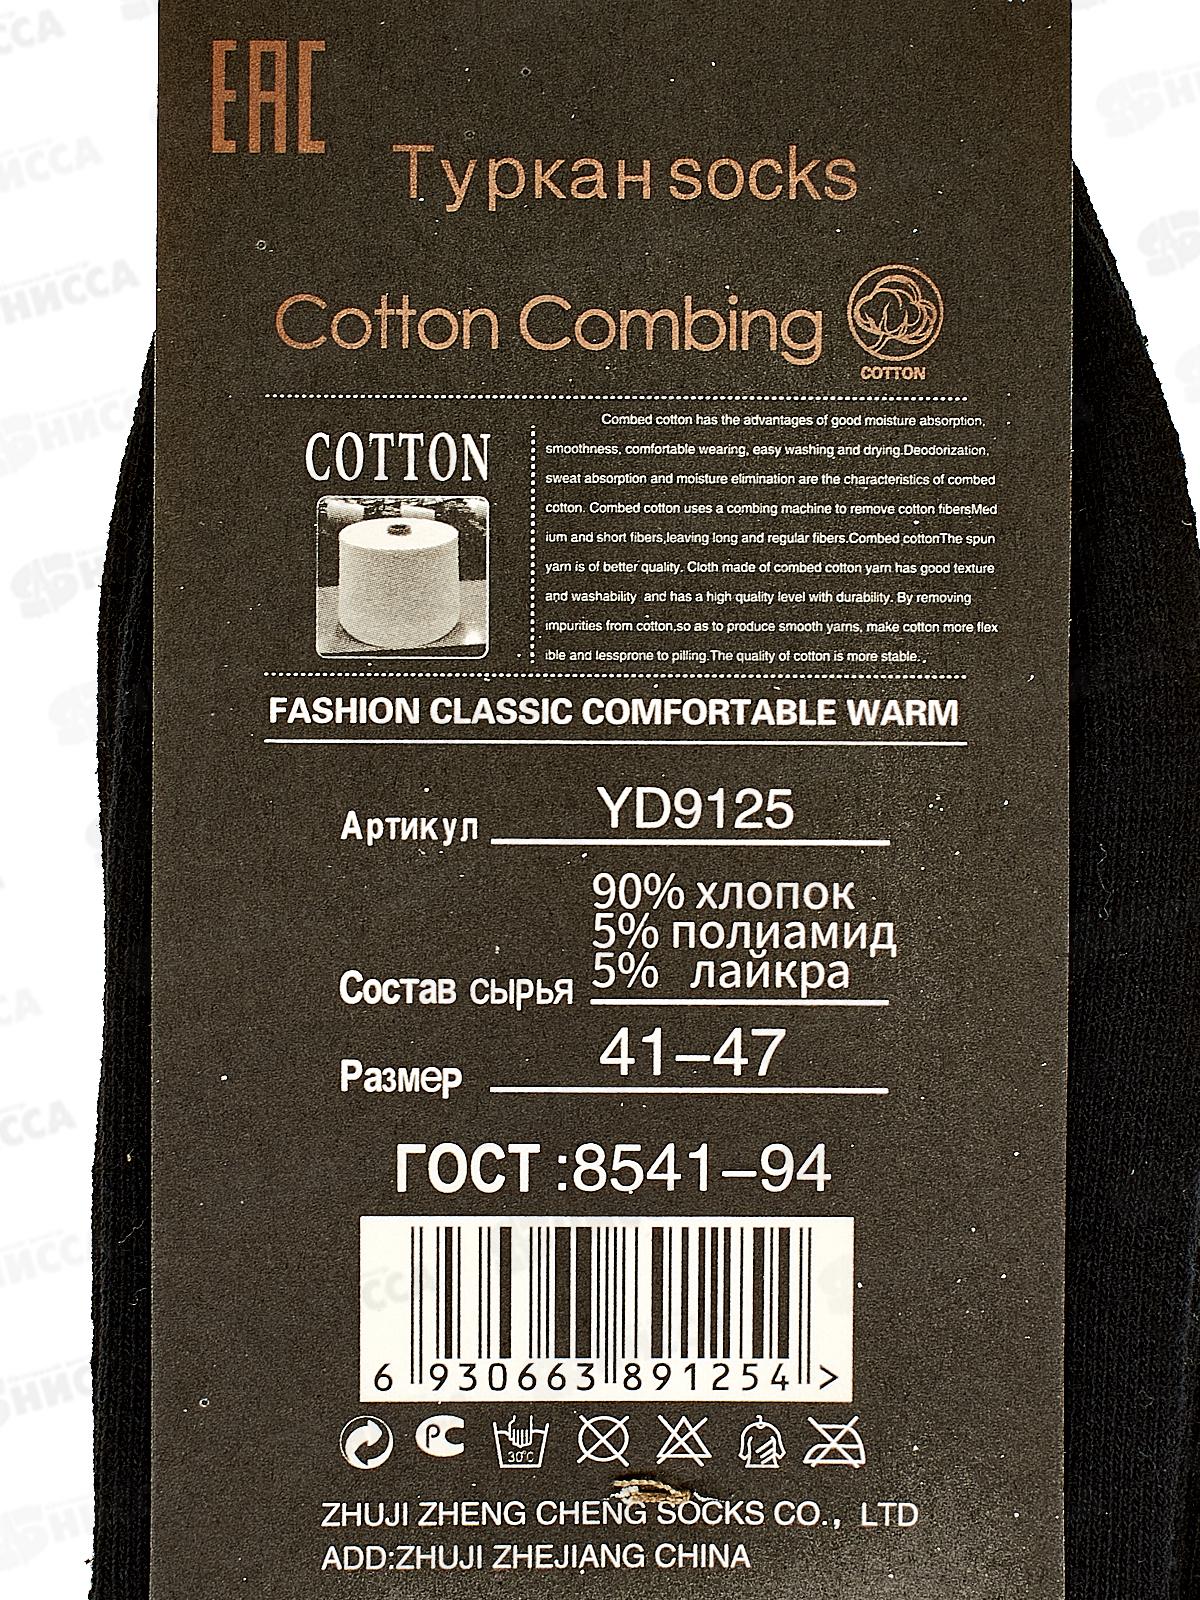 EAC
Туркан socks
Cotton Combing
COTTON
COTTON
Combed cotton has the advantages of good moisture absorption,
smoothness, comfortable wearing, easy washing and drying.Deodorization,
sweat absorption and moisture elimination are the characteristics of combed
cotton. Combed cotton uses a combing machine to remove cotton fibersMed
ium and short fibers,leaving long and regular fibers.Combed cottonThe spun
yarn is of better quality. Cloth made of combed cotton yarn has good texture
and washability and has a high quality level with durability. By removing
impurities from cotton,so as to produce smooth yarns, make cotton more flex
ible and lessprone to pilling.The quality of cotton is more stable.
FASHION CLASSIC COMFORTABLE WARM
Артикул YD9125
90% хлопок
5% полиамид
Состав сырья 5% лайкра
Размер 41–47
ГОСТ :8541–94
6 930663 891254 >
PC 30°C
ZHUJI ZHENG CHENG SOCKS CO., LTD
ADD:ZHUJI ZHEJIANG CHINA